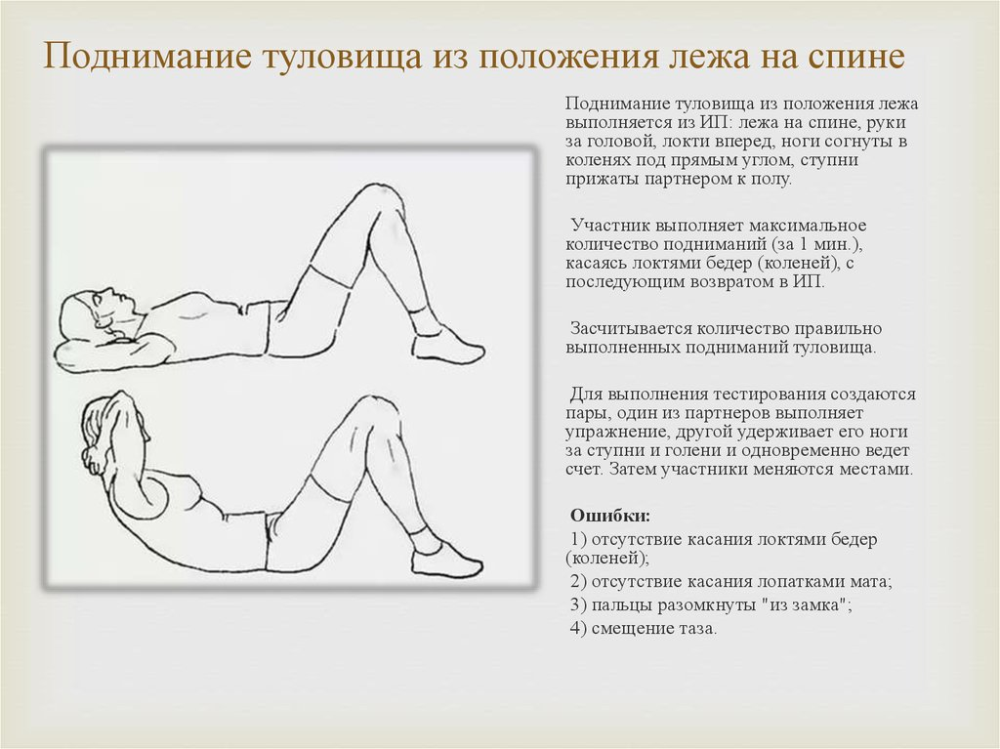 Поднимание туловища из положения лежа на спине
Поднимание туловища из положения лежа
выполняется из ИП: лежа на спине, руки
за головой, локти вперед, ноги согнуты в
коленях под прямым углом, ступни
прижаты партнером к полу.
Участник выполняет максимальное
количество подниманий (за 1 мин.),
касаясь локтями бедер (коленей), с
последующим возвратом в ИП.
Засчитывается количество правильно
выполненных подниманий туловища.
Для выполнения тестирования создаются
пары, один из партнеров выполняет
упражнение, другой удерживает его ноги
за ступни и голени и одновременно ведет
счет. Затем участники меняются местами.
Ошибки:
1) отсутствие касания локтями бедер
(коленей);
2) отсутствие касания лопатками мата;
3) пальцы разомкнуты "из замка";
4) смещение таза.